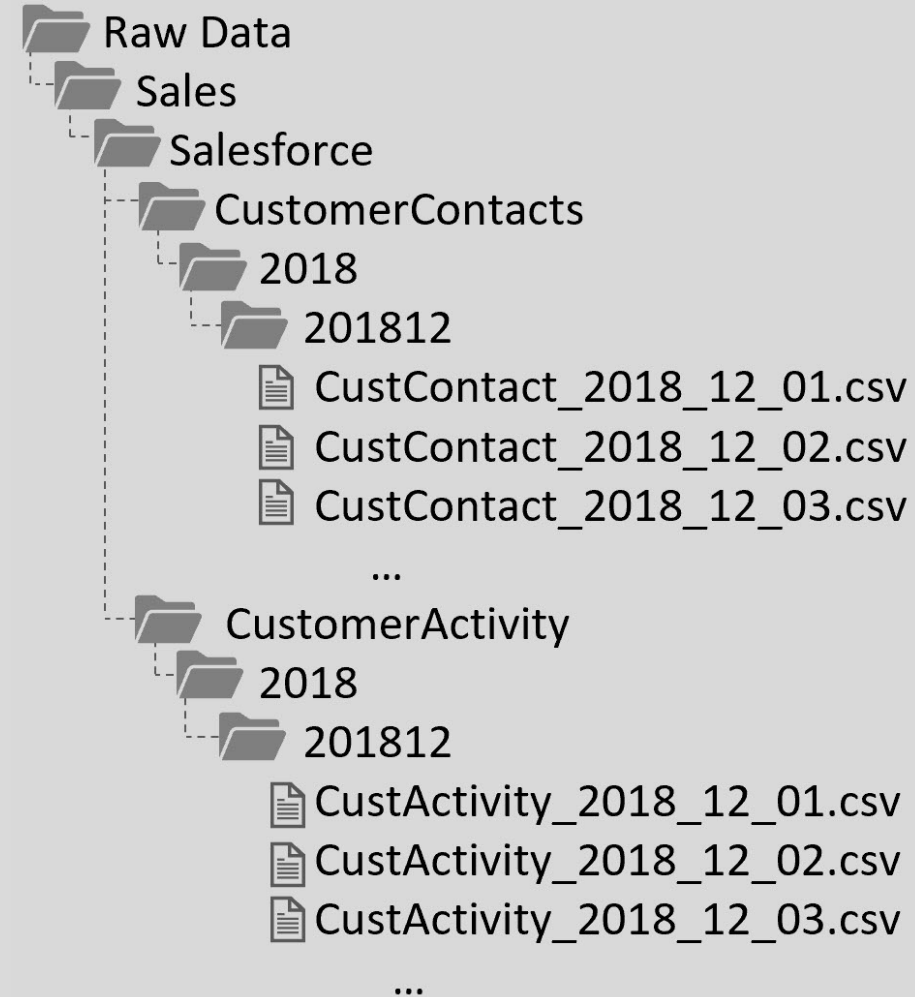 Raw Data
Sales
Salesforce
CustomerContacts
2018
201812
CustContact_2018_12_01.csv
CustContact_2018_12_02.csv
CustContact_2018_12_03.csv
...
CustomerActivity
2018
201812
CustActivity_2018_12_01.csv
CustActivity_2018_12_02.csv
CustActivity_2018_12_03.csv
...